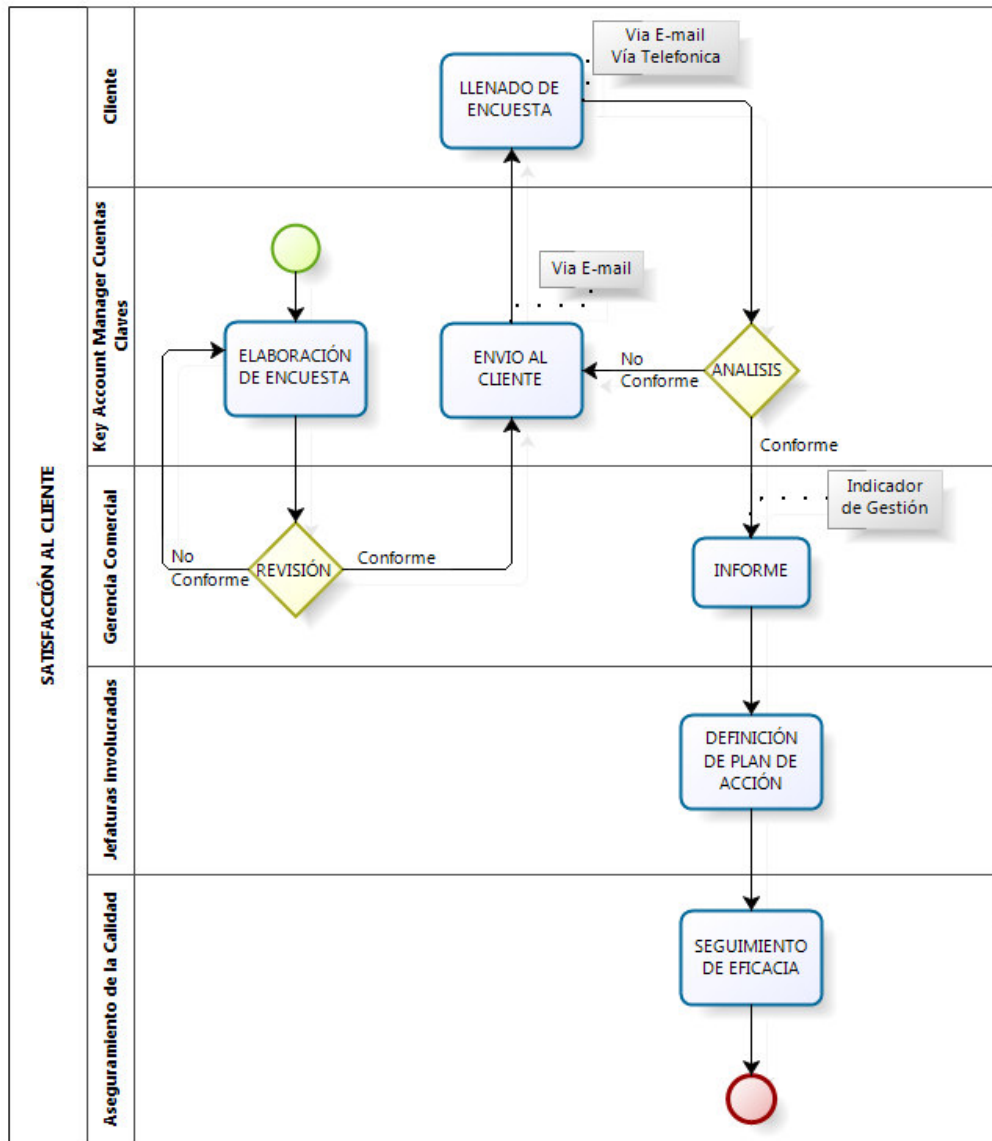 SATISFACCIÓN AL CLIENTE
Cliente
LLENADO DE
ENCUESTA
Via E-mail
Vía Telefonica
Key Account Manager Cuentas
Claves
Via E-mail
ELABORACIÓN
DE ENCUESTA
ENVIO AL
CLIENTE
No
Conforme
ANALISIS
Conforme
Gerencia Comercial
Indicador
de Gestión
No
Conforme
REVISIÓN
Conforme
INFORME
Jefaturas involucradas
DEFINICIÓN
DE PLAN DE
ACCIÓN
Aseguramiento de la Calidad
SEGUIMIENTO
DE EFICACIA